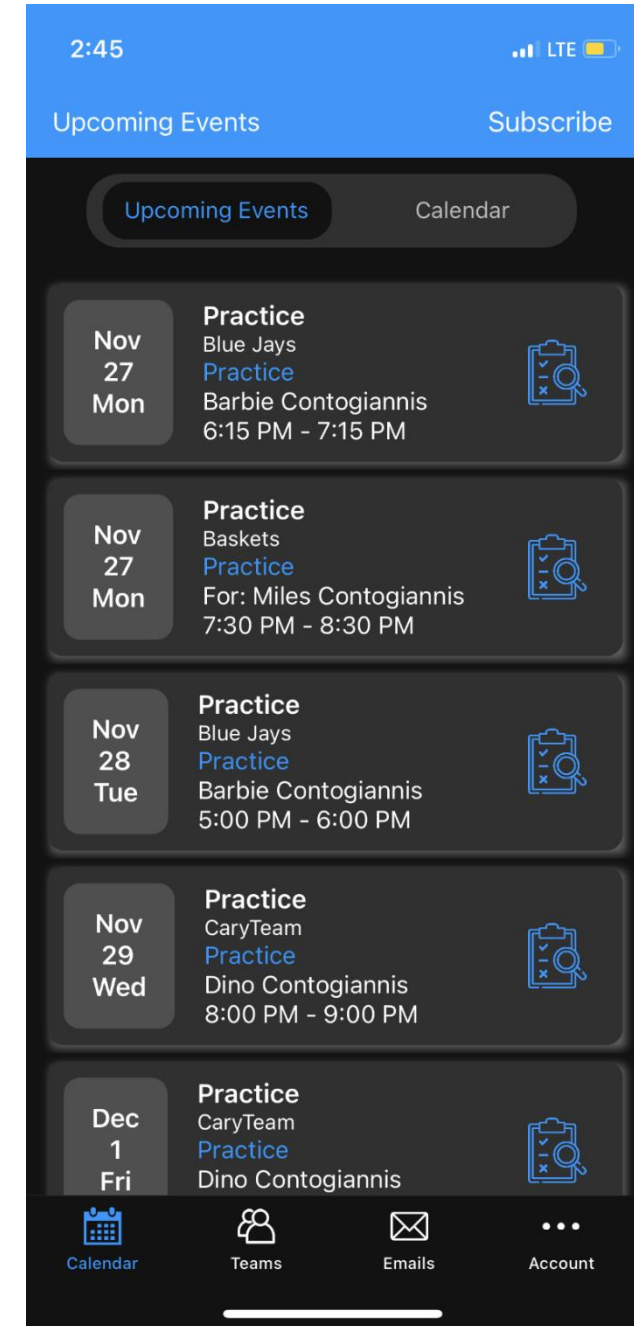 2:45 LTE
Upcoming Events Subscribe
Upcoming Events Calendar
Nov
27
Mon
Practice
Blue Jays
Practice
Barbie Contogiannis
6:15 PM - 7:15 PM
Nov
27
Mon
Practice
Baskets
Practice
For: Miles Contogiannis
7:30 PM - 8:30 PM
Nov
28
Tue
Practice
Blue Jays
Practice
Barbie Contogiannis
5:00 PM - 6:00 PM
Nov
29
Wed
Practice
CaryTeam
Practice
Dino Contogiannis
8:00 PM - 9:00 PM
Dec
1
Fri
Practice
CaryTeam
Practice
Dino Contogiannis
Calendar Teams Emails Account